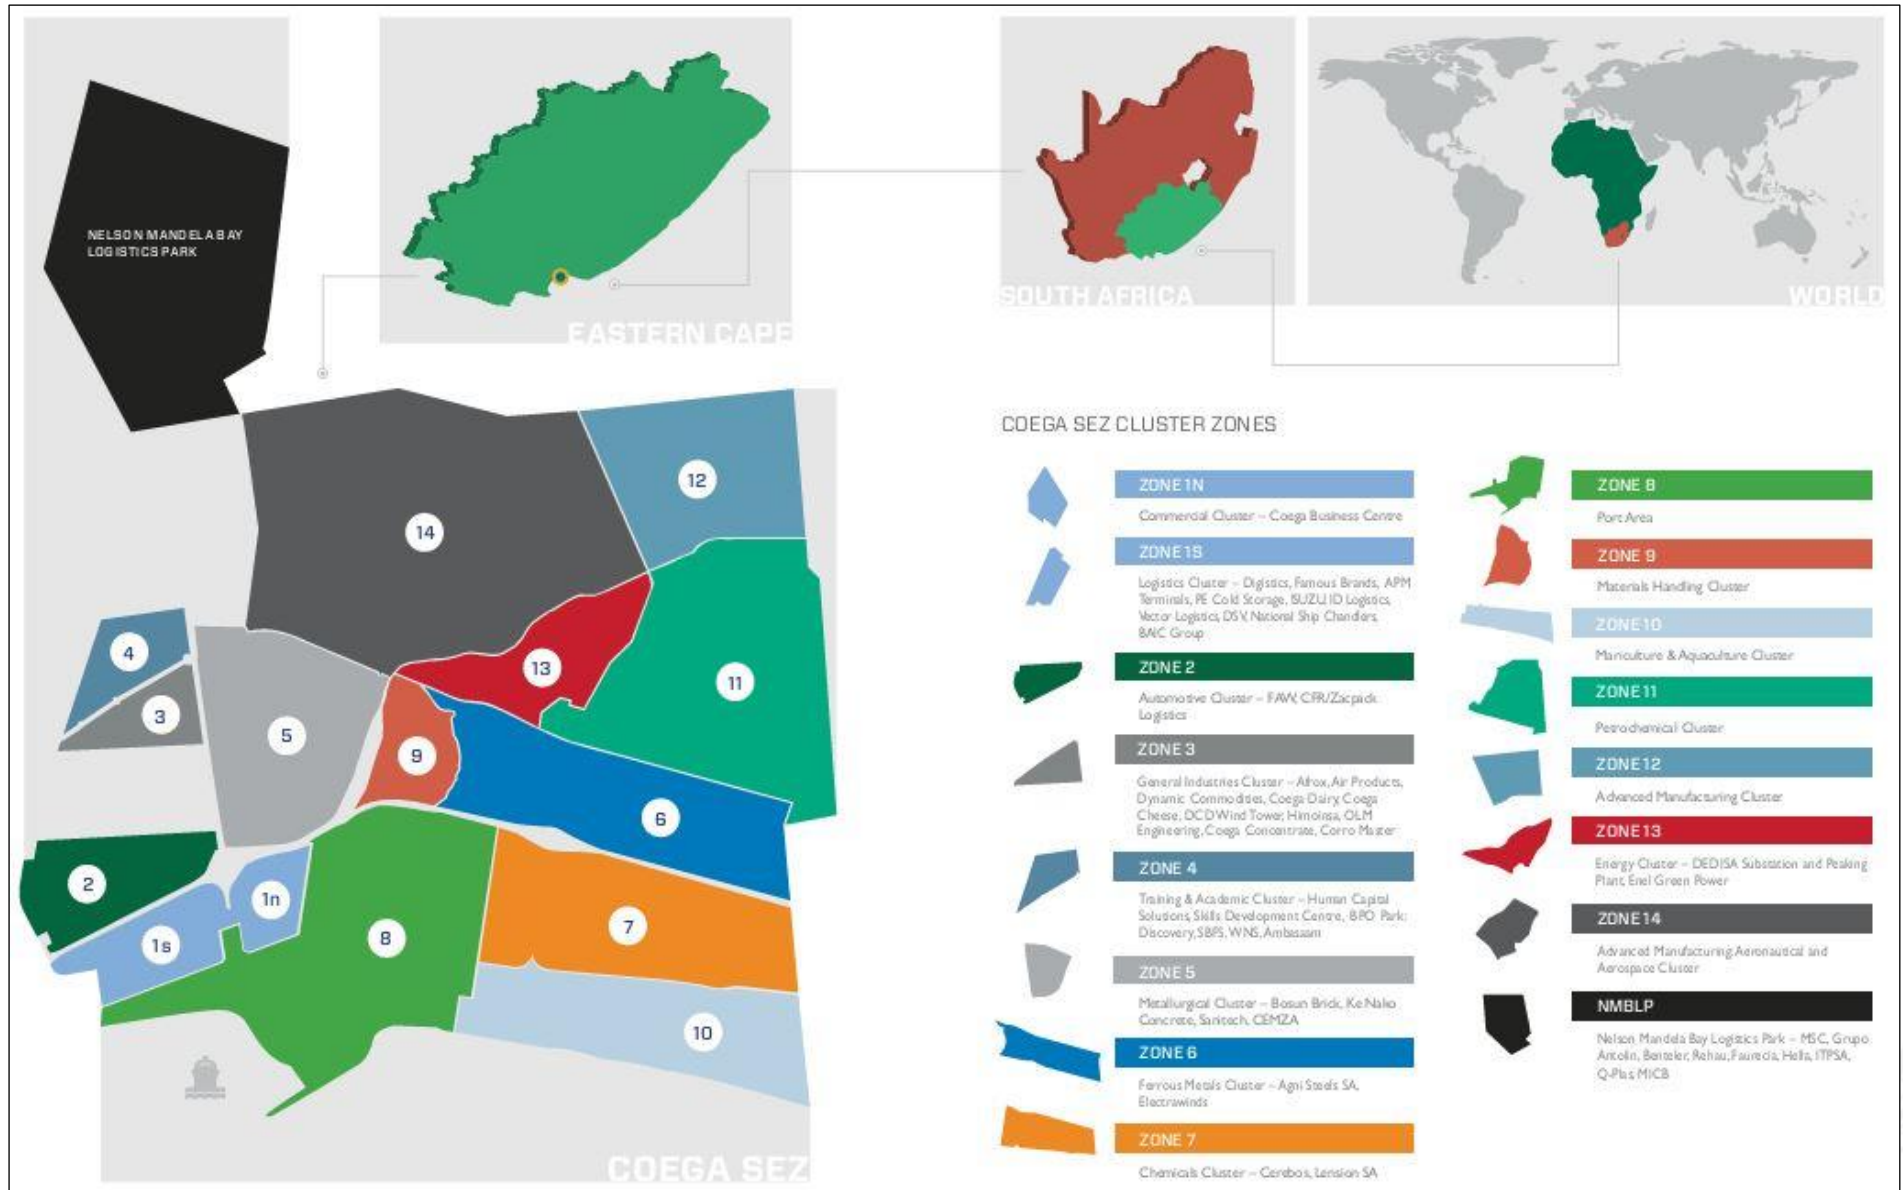 NELSON MANDELA BAY
LOGISTICS PARK
EASTERN CAPE
SOUTH AFRICA
WORLD
14
12
4
3
5
13
11
9
6
2
1n
1s
8
7
10
COEGA SEZ
COEGA SEZ CLUSTER ZONES
ZONE 1N
Commercial Cluster – Coega Business Centre
ZONE 1S
Logistics Cluster – Digistics, Famous Brands, APM
Terminals, PE Cold Storage, ISUZU, ID Logistics,
Vector Logistics, DSV, National Ship Chandlers,
BAIC Group
ZONE 2
Automotive Cluster – FAW, CFR/Zacpack
Logistics
ZONE 3
General Industries Cluster – Afrox, Air Products,
Dynamic Commodities, Coega Dairy, Coega
Cheese, DCD Wind Tower, Himoinsa, OLM
Engineering, Coega Concentrate, Corro Master
ZONE 4
Training & Academic Cluster – Human Capital
Solutions, Skills Development Centre, BPO Park:
Discovery, SBFS, WNS, Ambasaam
ZONE 5
Metallurgical Cluster – Bosun Brick, Ke Nako
Concrete, Sanitech, CEMZA
ZONE 6
Ferrous Metals Cluster – Agni Steels SA,
Electrawinds
ZONE 7
Chemicals Cluster – Cerebos, Lension SA
ZONE 8
Port Area
ZONE 9
Materials Handling Cluster
ZONE 10
Mariculture & Aquaculture Cluster
ZONE 11
Petrochemical Cluster
ZONE 12
Advanced Manufacturing Cluster
ZONE 13
Energy Cluster – DEDISA Substation and Peaking
Plant, Enel Green Power
ZONE 14
Advanced Manufacturing: Aeronautical and
Aerospace Cluster
NMBLP
Nelson Mandela Bay Logistics Park – MSC, Grupo
Antolin, Benteler, Rehau, Faurecia, Hella, ITPSA,
Q-Plas, MICB